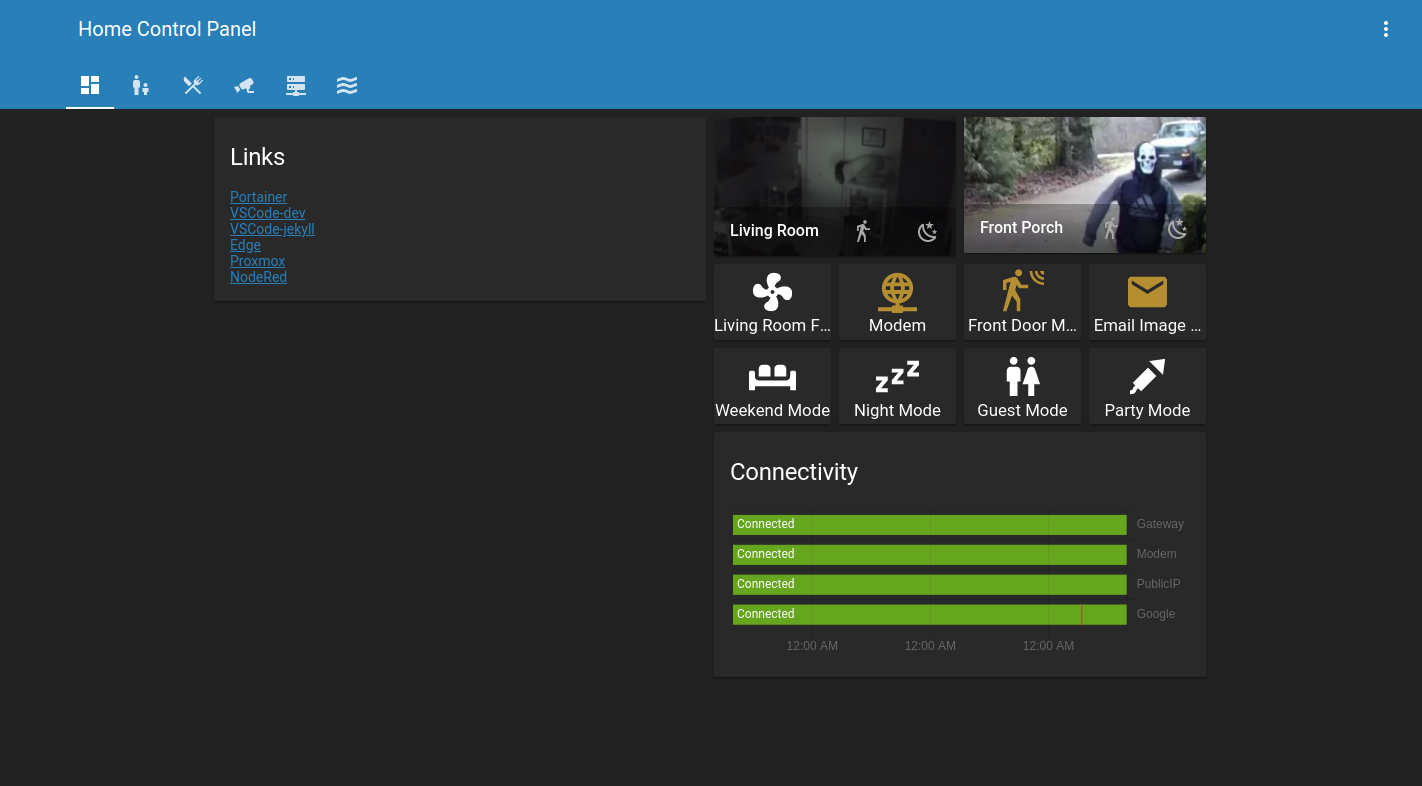 Home Control Panel
Links
Portainer
VSCode-dev
VSCode-jekyll
Edge
Proxmox
NodeRed
Living Room
Front Porch
Living Room F...
Modem
Front Door M...
Email Image ...
Weekend Mode
Night Mode
Guest Mode
Party Mode
Connectivity
Connected Gateway
Connected Modem
Connected PublicIP
Connected Google
12:00 AM 12:00 AM 12:00 AM